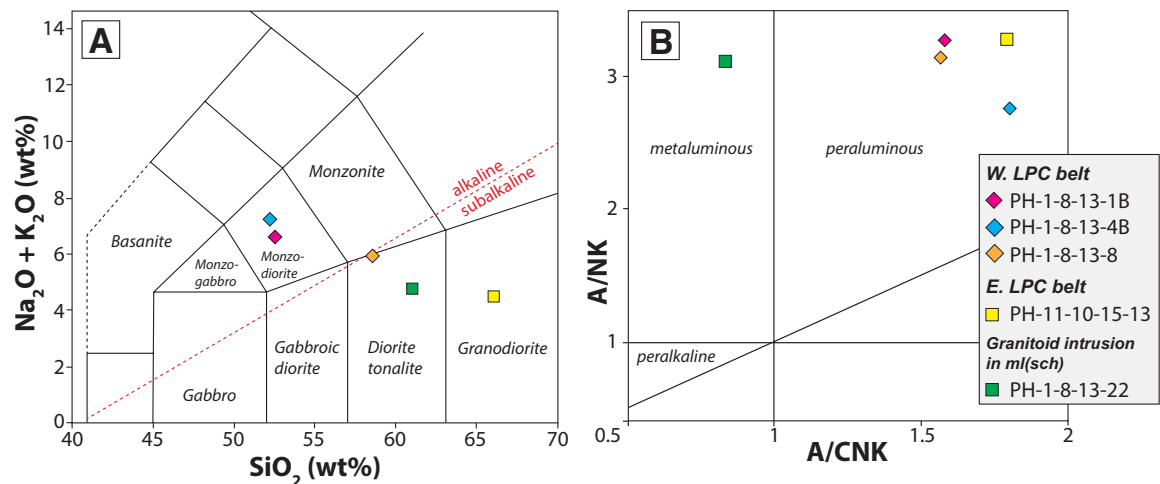 A
Na₂O + K₂O (wt%)
14
12
10
8
6
4
2
0
40
45
50
55
60
65
70
SiO₂ (wt%)
Basanite
Monzo-
gabbro
Monzo-
diorite
Monzonite
alkaline
subalkaline
Gabbro
Gabbroic
diorite
Diorite
tonalite
Granodiorite
B
A/NK
3
2
1
0.5
1
1.5
2
A/CNK
metaluminous
peraluminous
peralkaline
W. LPC belt
PH-1-8-13-1B
PH-1-8-13-4B
PH-1-8-13-8
E. LPC belt
PH-11-10-15-13
Granitoid intrusion
in ml(sch)
PH-1-8-13-22